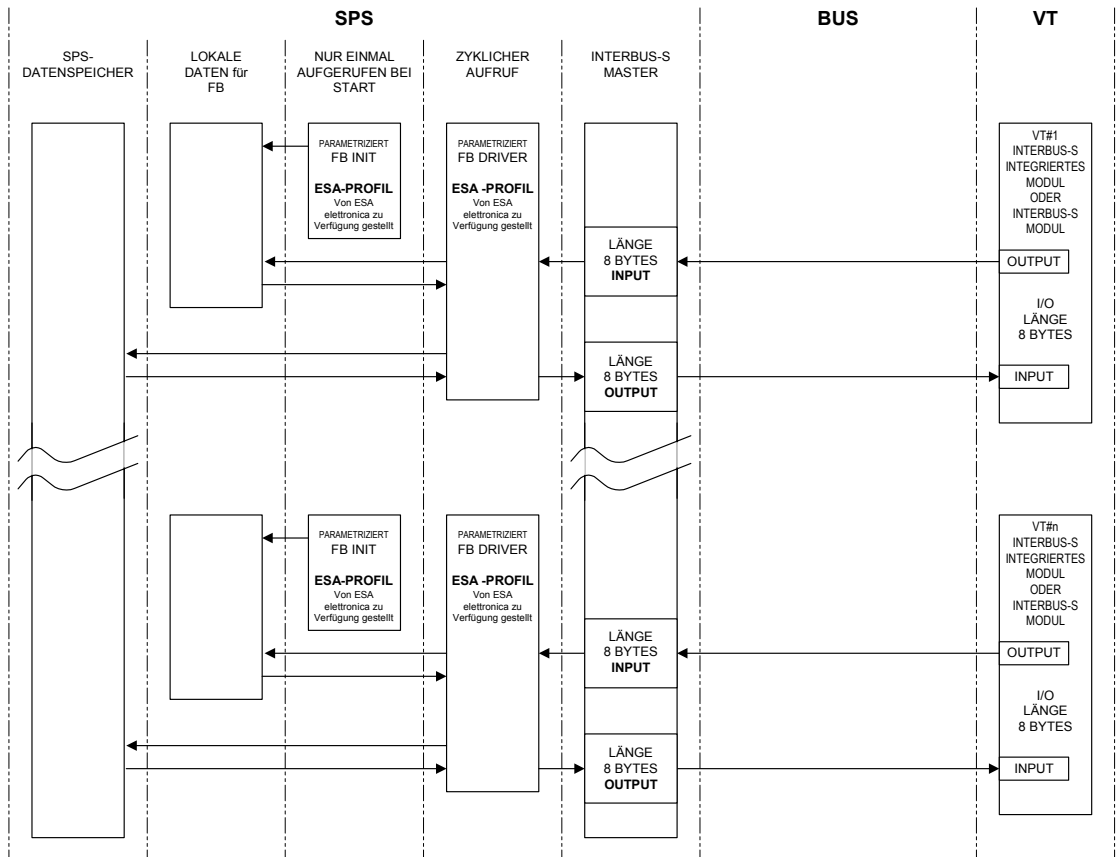 SPS
BUS
VT
SPS-
DATENSPEICHER
LOKALE
DATEN für
FB
NUR EINMAL
AUFGERUFEN BEI
START
ZYKLICHER
AUFRUF
INTERBUS-S
MASTER
PARAMETRIZIERT
FB INIT
ESA-PROFIL
Von ESA
elettronica zu
Verfügung gestellt
PARAMETRIZIERT
FB DRIVER
ESA -PROFIL
Von ESA
elettronica zu
Verfügung gestellt
LÄNGE
8 BYTES
INPUT
LÄNGE
8 BYTES
OUTPUT
VT#1
INTERBUS-S
INTEGRIERTES
MODUL
ODER
INTERBUS-S
MODUL
OUTPUT
I/O
LÄNGE
8 BYTES
INPUT
PARAMETRIZIERT
FB INIT
ESA-PROFIL
Von ESA
elettronica zu
Verfügung gestellt
PARAMETRIZIERT
FB DRIVER
ESA -PROFIL
Von ESA
elettronica zu
Verfügung gestellt
LÄNGE
8 BYTES
INPUT
LÄNGE
8 BYTES
OUTPUT
VT#n
INTERBUS-S
INTEGRIERTES
MODUL
ODER
INTERBUS-S
MODUL
OUTPUT
I/O
LÄNGE
8 BYTES
INPUT